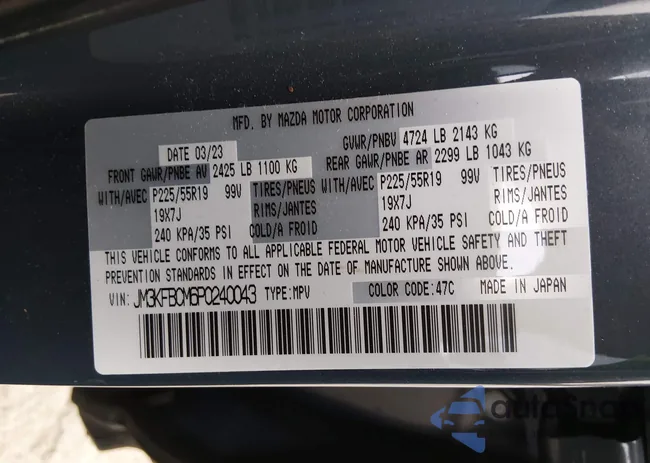 MFD. BY MAZDA MOTOR CORPORATION
DATE 03/23 GVWR/PNBV 4724 LB 2143 KG
FRONT GAWR/PNBE AV 2425 LB 1100 KG REAR GAWR/PNBE AR 2299 LB 1043 KG
WITH/AVEC P225/55R19 99V TIRES/PNEUS WITH/AVEC P225/55R19 99V TIRES/PNEUS
19X7J RIMS/JANTES 19X7J RIMS/JANTES
240 KPA/35 PSI COLD/A FROID 240 KPA/35 PSI COLD/A FROID
THIS VEHICLE CONFORMS TO ALL APPLICABLE FEDERAL MOTOR VEHICLE SAFETY AND THEFT
PREVENTION STANDARDS IN EFFECT ON THE DATE OF MANUFACTURE SHOWN ABOVE.
VIN: JM3KFBCM6P0240043 TYPE:MPV COLOR CODE:47C MADE IN JAPAN